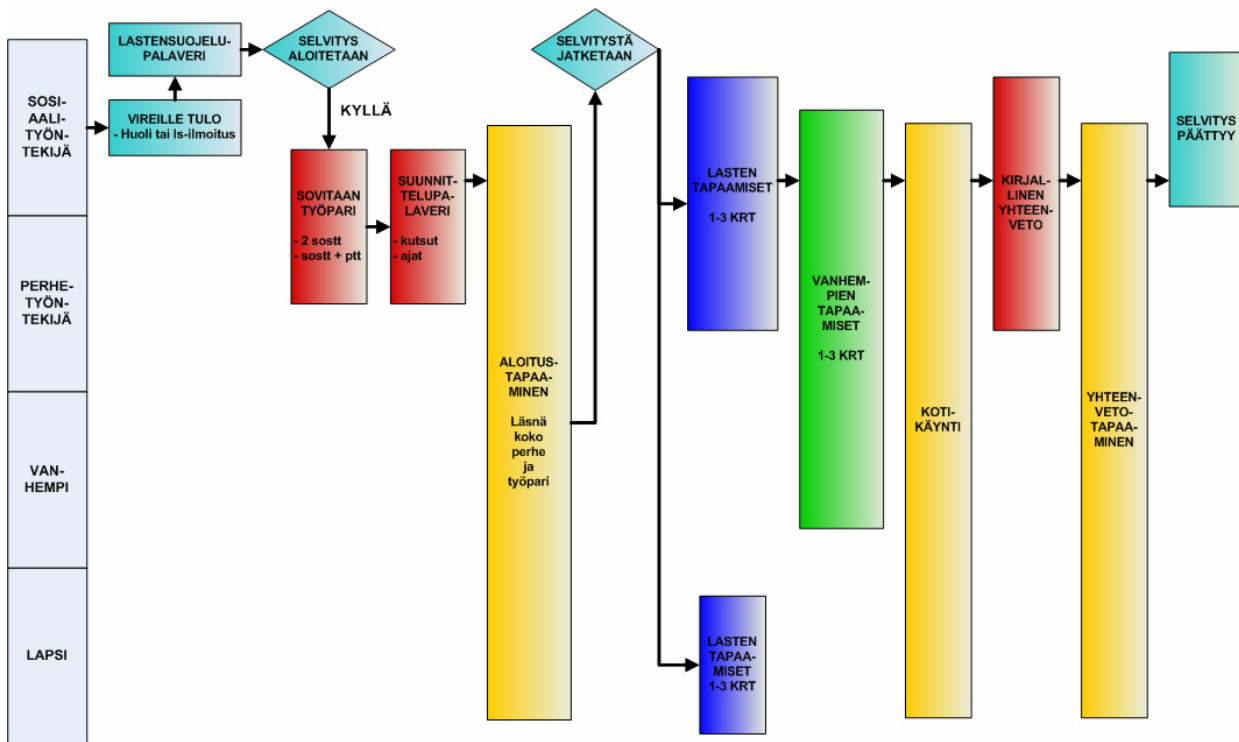 SOSI-
AALI-
TYÖN-
TEKIJÄ
PERHE-
TYÖN-
TEKIJÄ
VAN-
HEMPI
LAPSI
LASTENSUOJELU-
PALAVERI
VIREILLE TULO
- Huoli tai ls-ilmoitus
SELVITYS
ALOITETAAN
KYLLÄ
SOVITAAN
TYÖPARI
- 2 sostt
- sostt + ptt
SUUNNIT-
TELUPA-
LAVERI
- kutsut
- ajat
ALOITUS-
TAPAA-
MINEN
Läsnä
koko
perhe
ja
työpari
SELVITYSTÄ
JATKETAAN
LASTEN
TAPAAMISET
1-3 KRT
LASTEN
TAPAA-
MISET
1-3 KRT
VANHEM-
PIEN
TAPAA-
MISET
1-3 KRT
KOTI-
KÄYNTI
KIRJAL-
LINEN
YHTEEN-
VETO
YHTEEN-
VETO-
TAPAA-
MINEN
SELVITYS
PÄÄTTYY